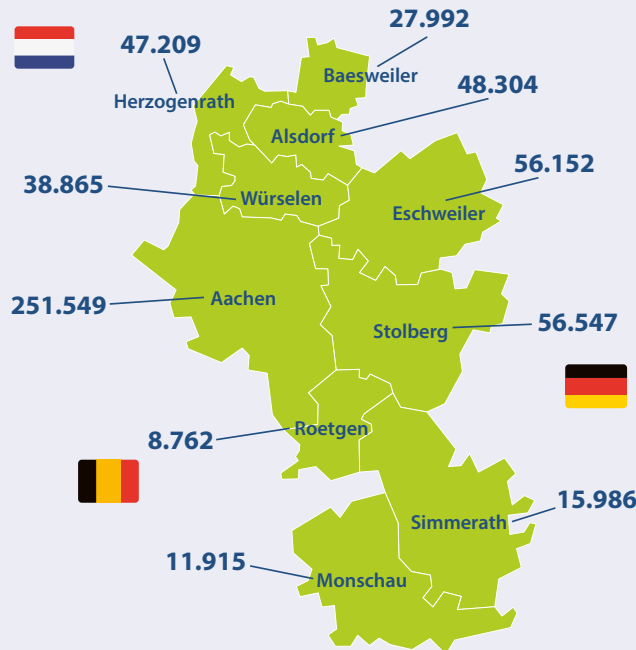 27.992
47.209
Baesweiler
Herzogenrath
48.304
Alsdorf
56.152
38.865
Würselen
Eschweiler
251.549
Aachen
Stolberg
56.547
8.762
Roetgen
15.986
Simmerath
11.915
Monschau